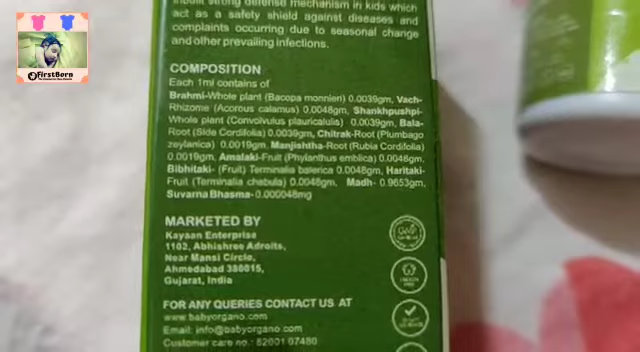 inbuilt strong defense mechanism in kids which
act as a safety shield against diseases and
complaints occurring due to seasonal change
and other prevailing infections.
COMPOSITION
Each 1ml contains of
Brahmi-Whole plant (Bacopa monnieri) 0.0039gm, Vach-
Rhizome (Acorous calamus) 0.0048gm, Shankhpushpi-
Whole plant (Convolvulus plauricaulis) 0.0039gm, Bala-
Root (Side Cordifolia) 0.0039gm, Chitrak-Root (Plumbago
zeylanica) 0.0019gm, Manjishtha-Root (Rubia Cordifolia)
0.0019gm, Amalaki-Fruit (Phylanthus emblica) 0.0048gm,
Bibhitaki- (Fruit) Terminalia balerica 0.0048gm, Haritaki-
Fruit (Terminalia chebula) 0.0048gm, Madh- 0.9653gm,
Suvarna Bhasma- 0.000048mg
MARKETED BY
Kayaan Enterprise
1102, Abhishree Adroits,
Near Mansi Circle,
Ahmedabad 380015,
Gujarat, India
GMP
FOR ANY QUERIES CONTACT US AT
www.babyorgano.com
Email: info@babyorgano.com
Customer care no.: 82601 07480
FirstBorn